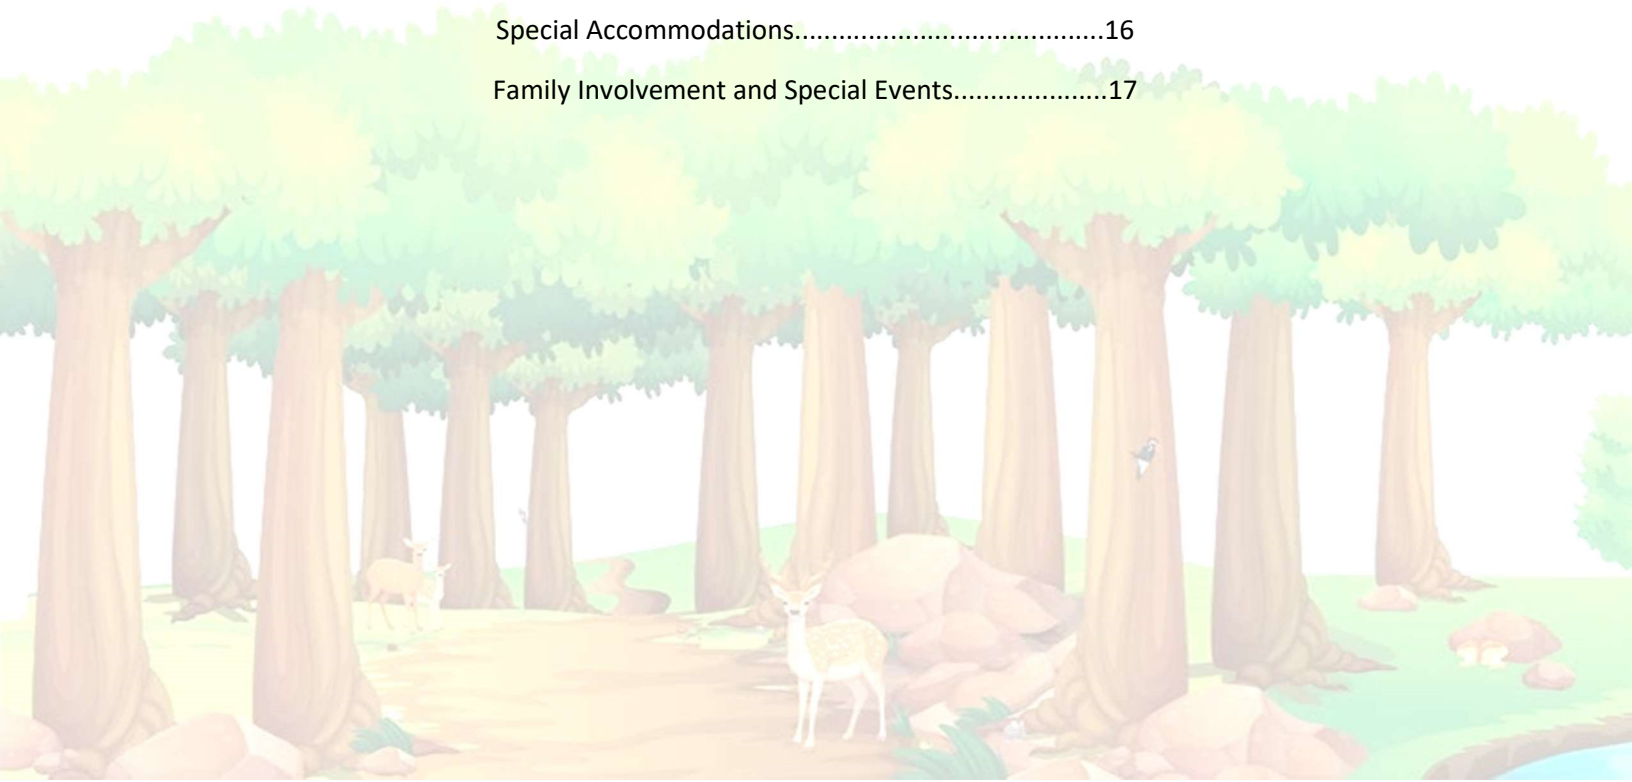 Special Accommodations..........................................16
Family Involvement and Special Events.....................17